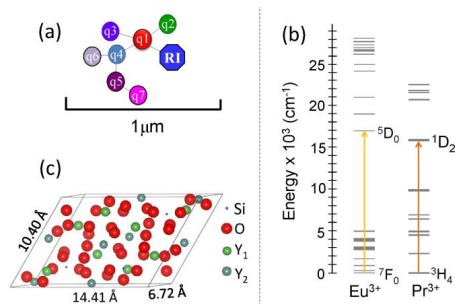 (a)
q3
q2
q1
q6
q4
RI
q5
q7
1μm
(c)
10.40 Å
14.41 Å
6.72 Å
Si
O
Y₁
Y₂
(b)
Energy x 10³ (cm⁻¹)
30
25
20
15
10
5
0
⁵D₀
¹D₂
⁷F₀
³H₄
Eu³⁺
Pr³⁺